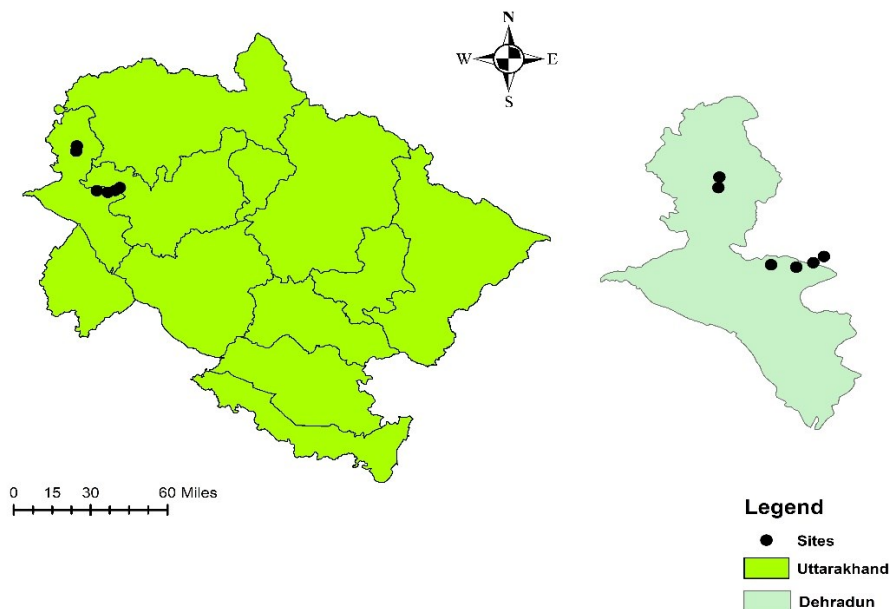 N
W E
S
0 15 30 60 Miles
Legend
Sites
Uttarakhand
Dehradun